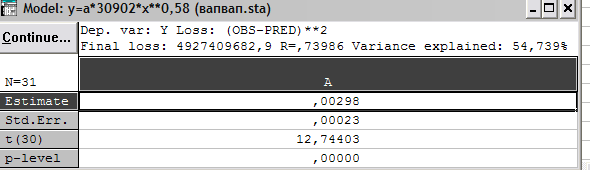 Model: y=a*30902*x**0,58 (вапвап.sta)
Continue...
Dep. var: Y Loss: (OBS-PRED)**2
Final loss: 4927409682,9 R=,73986 Variance explained: 54,739%
N=31 A
Estimate ,00298
Std.Err. ,00023
t(30) 12,74403
p-level ,00000